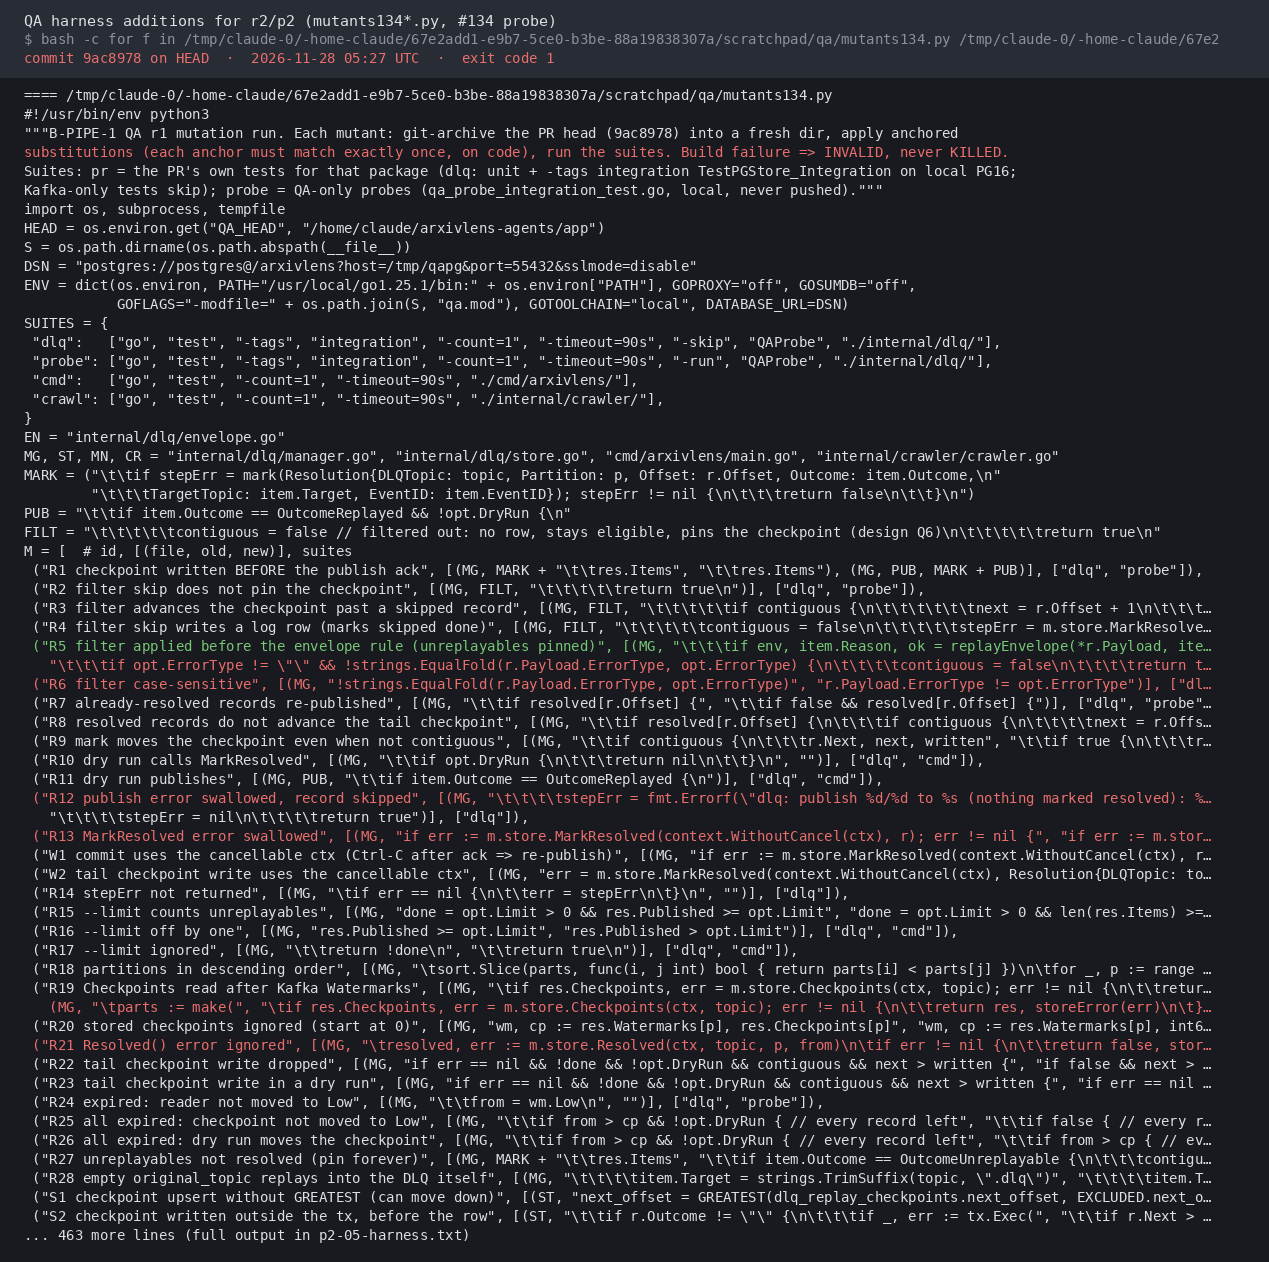 QA harness additions for r2/p2 (mutants134*.py, #134 probe)
$ bash -c for f in /tmp/claude-0/-home-claude/67e2add1-e9b7-5ce0-b3be-88a19838307a/scratchpad/qa/mutants134.py /tmp/claude-0/-home-claude/67e2
commit 9ac8978 on HEAD  ·  2026-11-28 05:27 UTC  ·  exit code 1
==== /tmp/claude-0/-home-claude/67e2add1-e9b7-5ce0-b3be-88a19838307a/scratchpad/qa/mutants134.py
#!/usr/bin/env python3
"""B-PIPE-1 QA r1 mutation run. Each mutant: git-archive the PR head (9ac8978) into a fresh dir, apply anchored
substitutions (each anchor must match exactly once, on code), run the suites. Build failure => INVALID, never KILLED.
Suites: pr = the PR's own tests for that package (dlq: unit + -tags integration TestPGStore_Integration on local PG16;
Kafka-only tests skip); probe = QA-only probes (qa_probe_integration_test.go, local, never pushed)."""
import os, subprocess, tempfile
HEAD = os.environ.get("QA_HEAD", "/home/claude/arxivlens-agents/app")
S = os.path.dirname(os.path.abspath(__file__))
DSN = "postgres://postgres@/arxivlens?host=/tmp/qapg&port=55432&sslmode=disable"
ENV = dict(os.environ, PATH="/usr/local/go1.25.1/bin:" + os.environ["PATH"], GOPROXY="off", GOSUMDB="off",
           GOFLAGS="-modfile=" + os.path.join(S, "qa.mod"), GOTOOLCHAIN="local", DATABASE_URL=DSN)
SUITES = {
 "dlq":   ["go", "test", "-tags", "integration", "-count=1", "-timeout=90s", "-skip", "QAProbe", "./internal/dlq/"],
 "probe": ["go", "test", "-tags", "integration", "-count=1", "-timeout=90s", "-run", "QAProbe", "./internal/dlq/"],
 "cmd":   ["go", "test", "-count=1", "-timeout=90s", "./cmd/arxivlens/"],
 "crawl": ["go", "test", "-count=1", "-timeout=90s", "./internal/crawler/"],
}
EN = "internal/dlq/envelope.go"
MG, ST, MN, CR = "internal/dlq/manager.go", "internal/dlq/store.go", "cmd/arxivlens/main.go", "internal/crawler/crawler.go"
MARK = ("\t\tif stepErr = mark(Resolution{DLQTopic: topic, Partition: p, Offset: r.Offset, Outcome: item.Outcome,\n"
        "\t\t\tTargetTopic: item.Target, EventID: item.EventID}); stepErr != nil {\n\t\t\treturn false\n\t\t}\n")
PUB = "\t\tif item.Outcome == OutcomeReplayed && !opt.DryRun {\n"
FILT = "\t\t\t\t\tcontiguous = false // filtered out: no row, stays eligible, pins the checkpoint (design Q6)\n\t\t\t\t\treturn true\n"
M = [  # id, [(file, old, new)], suites
 ("R1 checkpoint written BEFORE the publish ack", [(MG, MARK + "\t\tres.Items", "\t\tres.Items"), (MG, PUB, MARK + PUB)], ["dlq", "probe"]),
 ("R2 filter skip does not pin the checkpoint", [(MG, FILT, "\t\t\t\t\treturn true\n")], ["dlq", "probe"]),
 ("R3 filter advances the checkpoint past a skipped record", [(MG, FILT, "\t\t\t\t\tif contiguous {\n\t\t\t\t\t\tnext = r.Offset + 1\n\t\t\t…
 ("R4 filter skip writes a log row (marks skipped done)", [(MG, FILT, "\t\t\t\t\tcontiguous = false\n\t\t\t\t\tstepErr = m.store.MarkResolve…
 ("R5 filter applied before the envelope rule (unreplayables pinned)", [(MG, "\t\t\tif env, item.Reason, ok = replayEnvelope(*r.Payload, ite…
   "\t\t\tif opt.ErrorType != \"\" && !strings.EqualFold(r.Payload.ErrorType, opt.ErrorType) {\n\t\t\t\tcontiguous = false\n\t\t\t\treturn t…
 ("R6 filter case-sensitive", [(MG, "!strings.EqualFold(r.Payload.ErrorType, opt.ErrorType)", "r.Payload.ErrorType != opt.ErrorType")], ["dl…
 ("R7 already-resolved records re-published", [(MG, "\t\tif resolved[r.Offset] {", "\t\tif false && resolved[r.Offset] {")], ["dlq", "probe"…
 ("R8 resolved records do not advance the tail checkpoint", [(MG, "\t\tif resolved[r.Offset] {\n\t\t\tif contiguous {\n\t\t\t\tnext = r.Offs…
 ("R9 mark moves the checkpoint even when not contiguous", [(MG, "\t\tif contiguous {\n\t\t\tr.Next, next, written", "\t\tif true {\n\t\t\tr…
 ("R10 dry run calls MarkResolved", [(MG, "\t\tif opt.DryRun {\n\t\t\treturn nil\n\t\t}\n", "")], ["dlq", "cmd"]),
 ("R11 dry run publishes", [(MG, PUB, "\t\tif item.Outcome == OutcomeReplayed {\n")], ["dlq", "cmd"]),
 ("R12 publish error swallowed, record skipped", [(MG, "\t\t\t\tstepErr = fmt.Errorf(\"dlq: publish %d/%d to %s (nothing marked resolved): %…
   "\t\t\t\tstepErr = nil\n\t\t\t\treturn true")], ["dlq"]),
 ("R13 MarkResolved error swallowed", [(MG, "if err := m.store.MarkResolved(context.WithoutCancel(ctx), r); err != nil {", "if err := m.stor…
 ("W1 commit uses the cancellable ctx (Ctrl-C after ack => re-publish)", [(MG, "if err := m.store.MarkResolved(context.WithoutCancel(ctx), r…
 ("W2 tail checkpoint write uses the cancellable ctx", [(MG, "err = m.store.MarkResolved(context.WithoutCancel(ctx), Resolution{DLQTopic: to…
 ("R14 stepErr not returned", [(MG, "\tif err == nil {\n\t\terr = stepErr\n\t}\n", "")], ["dlq"]),
 ("R15 --limit counts unreplayables", [(MG, "done = opt.Limit > 0 && res.Published >= opt.Limit", "done = opt.Limit > 0 && len(res.Items) >=…
 ("R16 --limit off by one", [(MG, "res.Published >= opt.Limit", "res.Published > opt.Limit")], ["dlq", "cmd"]),
 ("R17 --limit ignored", [(MG, "\t\treturn !done\n", "\t\treturn true\n")], ["dlq", "cmd"]),
 ("R18 partitions in descending order", [(MG, "\tsort.Slice(parts, func(i, j int) bool { return parts[i] < parts[j] })\n\tfor _, p := range …
 ("R19 Checkpoints read after Kafka Watermarks", [(MG, "\tif res.Checkpoints, err = m.store.Checkpoints(ctx, topic); err != nil {\n\t\tretur…
   (MG, "\tparts := make(", "\tif res.Checkpoints, err = m.store.Checkpoints(ctx, topic); err != nil {\n\t\treturn res, storeError(err)\n\t}…
 ("R20 stored checkpoints ignored (start at 0)", [(MG, "wm, cp := res.Watermarks[p], res.Checkpoints[p]", "wm, cp := res.Watermarks[p], int6…
 ("R21 Resolved() error ignored", [(MG, "\tresolved, err := m.store.Resolved(ctx, topic, p, from)\n\tif err != nil {\n\t\treturn false, stor…
 ("R22 tail checkpoint write dropped", [(MG, "if err == nil && !done && !opt.DryRun && contiguous && next > written {", "if false && next > …
 ("R23 tail checkpoint write in a dry run", [(MG, "if err == nil && !done && !opt.DryRun && contiguous && next > written {", "if err == nil …
 ("R24 expired: reader not moved to Low", [(MG, "\t\tfrom = wm.Low\n", "")], ["dlq", "probe"]),
 ("R25 all expired: checkpoint not moved to Low", [(MG, "\t\tif from > cp && !opt.DryRun { // every record left", "\t\tif false { // every r…
 ("R26 all expired: dry run moves the checkpoint", [(MG, "\t\tif from > cp && !opt.DryRun { // every record left", "\t\tif from > cp { // ev…
 ("R27 unreplayables not resolved (pin forever)", [(MG, MARK + "\t\tres.Items", "\t\tif item.Outcome == OutcomeUnreplayable {\n\t\t\tcontigu…
 ("R28 empty original_topic replays into the DLQ itself", [(MG, "\t\t\t\titem.Target = strings.TrimSuffix(topic, \".dlq\")", "\t\t\t\titem.T…
 ("S1 checkpoint upsert without GREATEST (can move down)", [(ST, "next_offset = GREATEST(dlq_replay_checkpoints.next_offset, EXCLUDED.next_o…
 ("S2 checkpoint written outside the tx, before the row", [(ST, "\t\tif r.Outcome != \"\" {\n\t\t\tif _, err := tx.Exec(", "\t\tif r.Next > …
... 463 more lines (full output in p2-05-harness.txt)